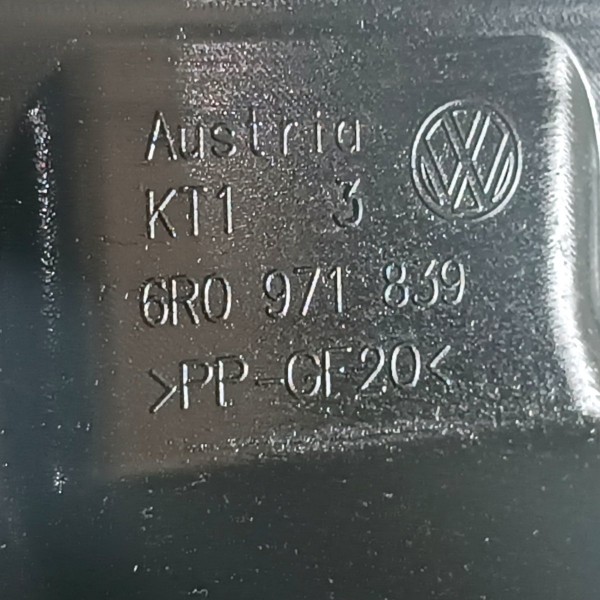 Austria
KT1 3
6R0 971 839
>PP-GF20<